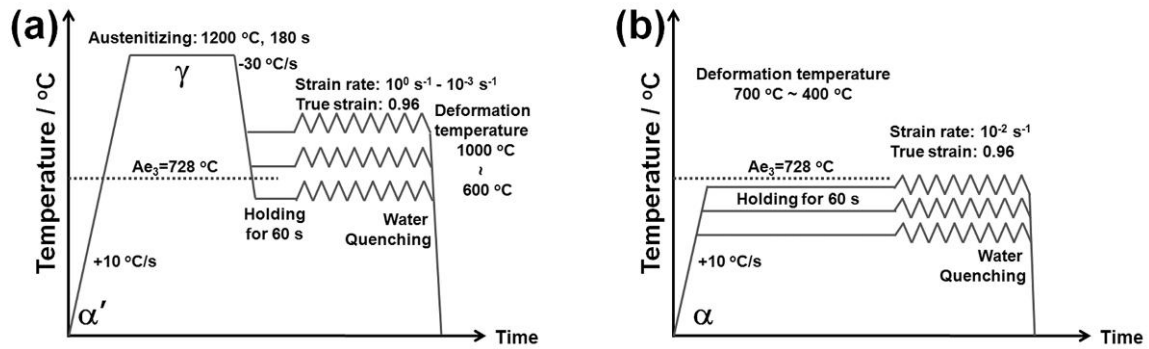 (a)
Temperature / °C
Austenitizing: 1200 °C, 180 s
γ
-30 °C/s
Strain rate: 10⁰ s⁻¹ - 10⁻³ s⁻¹
True strain: 0.96
Deformation
temperature
1000 °C
~
600 °C
Ae₃=728 °C
Holding
for 60 s
Water
Quenching
+10 °C/s
α′
Time
(b)
Temperature / °C
Deformation temperature
700 °C ~ 400 °C
Strain rate: 10⁻² s⁻¹
True strain: 0.96
Ae₃=728 °C
Holding for 60 s
Water
Quenching
+10 °C/s
α
Time